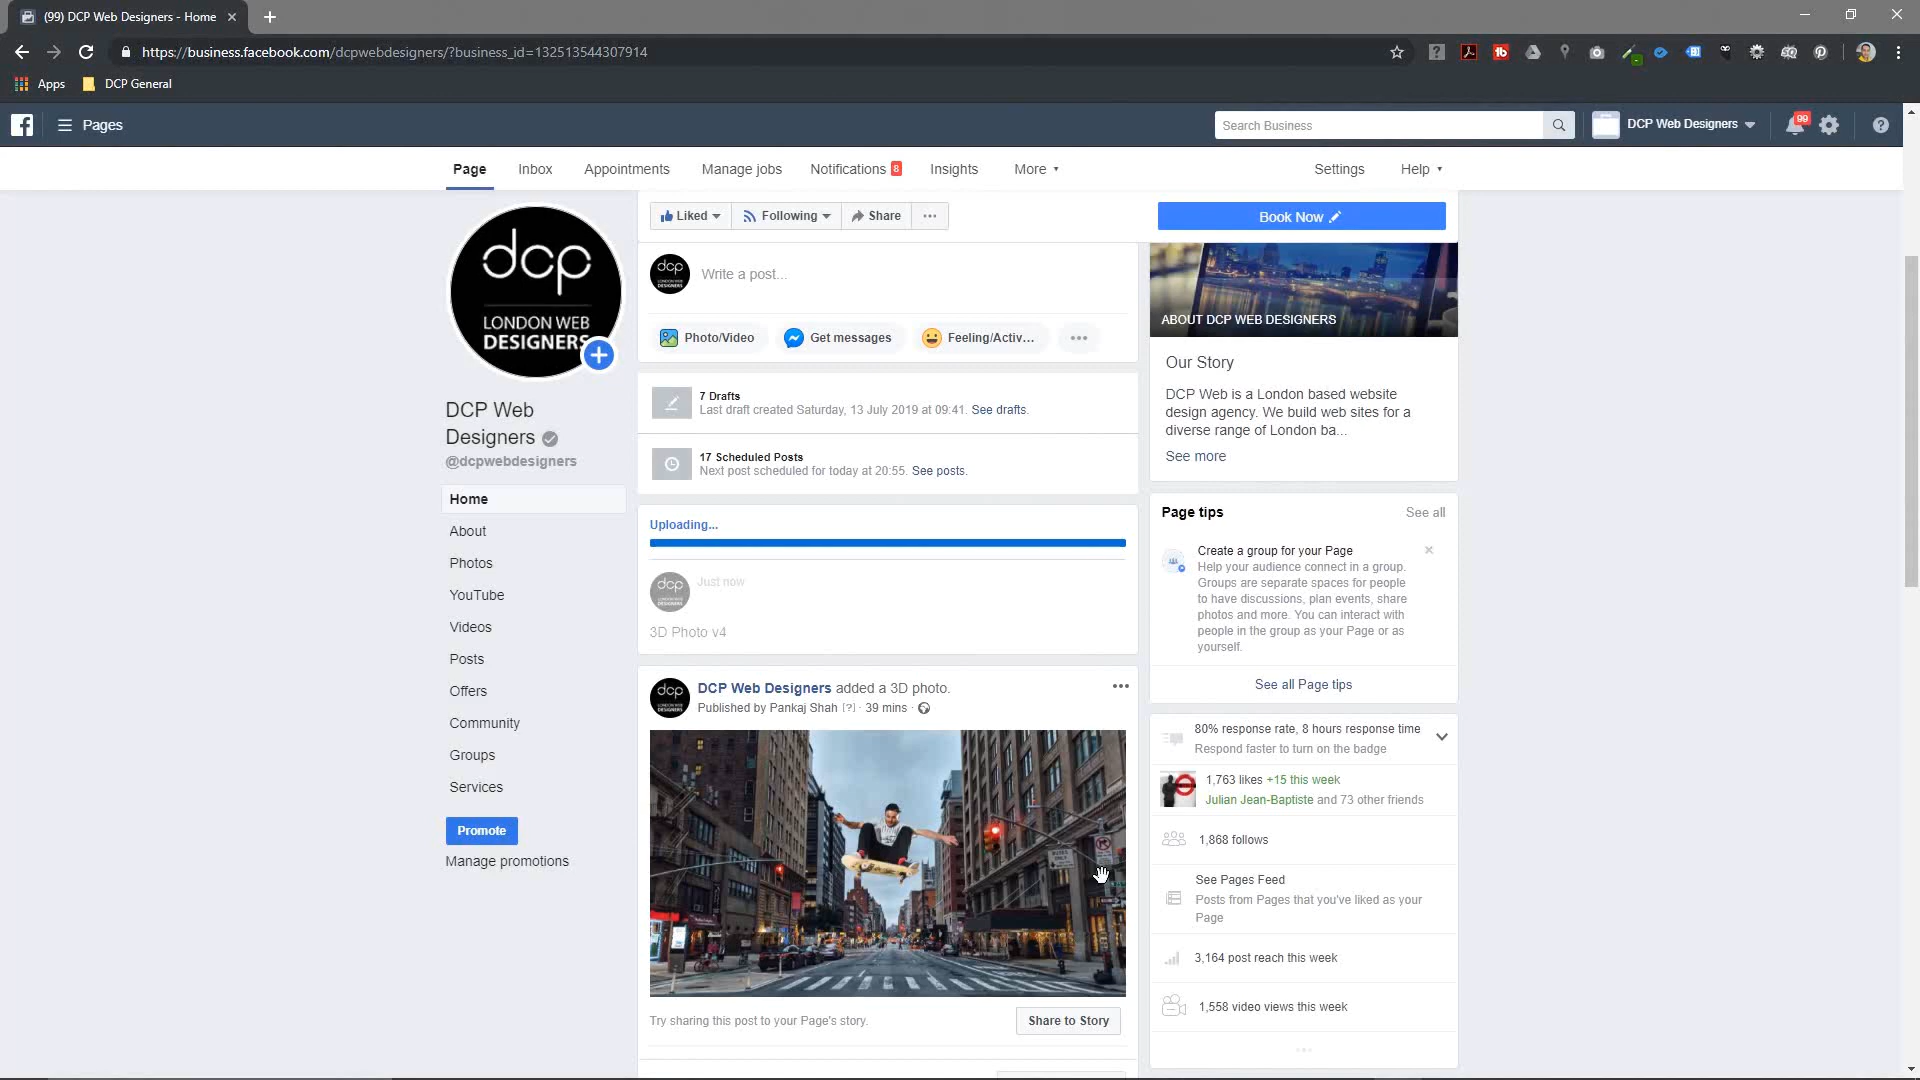 (99) DCP Web Designers - Home
https://business.facebook.com/dcpwebdesigners/?business_id=132513544307914
Apps
DCP General
Pages
Search Business
DCP Web Designers
99
Page
Inbox
Appointments
Manage jobs
Notifications 8
Insights
More
Settings
Help
dcp
LONDON WEB
DESIGNERS
DCP Web
Designers
@dcpwebdesigners
Home
About
Photos
YouTube
Videos
Posts
Offers
Community
Groups
Services
Promote
Manage promotions
Liked
Following
Share
Book Now
dcp
Write a post...
Photo/Video
Get messages
Feeling/Activ...
7 Drafts
Last draft created Saturday, 13 July 2019 at 09:41. See drafts.
17 Scheduled Posts
Next post scheduled for today at 20:55. See posts.
Uploading...
dcp
Just now
3D Photo v4
dcp
DCP Web Designers added a 3D photo.
Published by Pankaj Shah [?] · 39 mins ·
Try sharing this post to your Page's story.
Share to Story
ABOUT DCP WEB DESIGNERS
Our Story
DCP Web is a London based website
design agency. We build web sites for a
diverse range of London ba...
See more
Page tips
See all
Create a group for your Page
Help your audience connect in a group.
Groups are separate spaces for people
to have discussions, plan events, share
photos and more. You can interact with
people in the group as your Page or as
yourself.
See all Page tips
80% response rate, 8 hours response time
Respond faster to turn on the badge
1,763 likes +15 this week
Julian Jean-Baptiste and 73 other friends
1,868 follows
See Pages Feed
Posts from Pages that you've liked as your
Page
3,164 post reach this week
1,558 video views this week